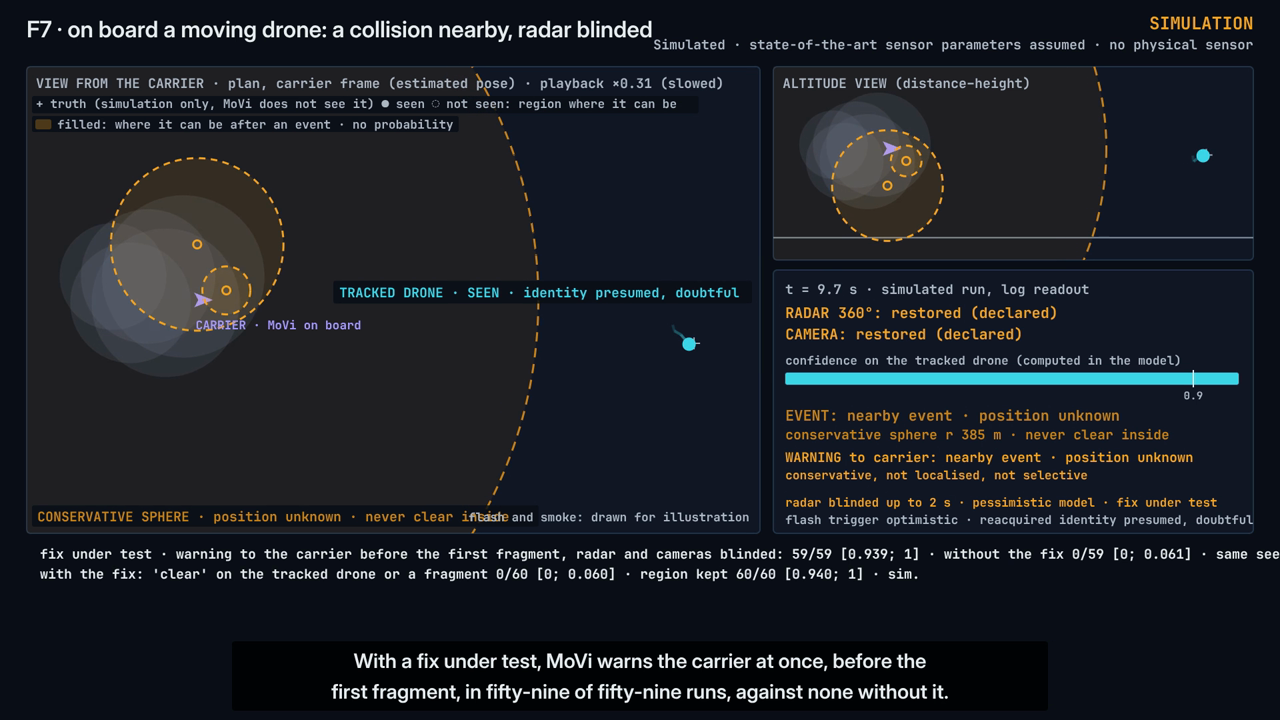 F7 · on board a moving drone: a collision nearby, radar blinded
SIMULATION
Simulated · state-of-the-art sensor parameters assumed · no physical sensor
VIEW FROM THE CARRIER · plan, carrier frame (estimated pose) · playback ×0.31 (slowed)
+ truth (simulation only, MoVi does not see it) ● seen ◌ not seen: region where it can be
filled: where it can be after an event · no probability
TRACKED DRONE · SEEN · identity presumed, doubtful
CARRIER · MoVi on board
CONSERVATIVE SPHERE · position unknown · never clear inside
flash and smoke: drawn for illustration
ALTITUDE VIEW (distance-height)
t = 9.7 s · simulated run, log readout
RADAR 360°: restored (declared)
CAMERA: restored (declared)
confidence on the tracked drone (computed in the model)
0.9
EVENT: nearby event · position unknown
conservative sphere r 385 m · never clear inside
WARNING to carrier: nearby event · position unknown
conservative, not localised, not selective
radar blinded up to 2 s · pessimistic model · fix under test
flash trigger optimistic · reacquired identity presumed, doubtful
fix under test · warning to the carrier before the first fragment, radar and cameras blinded: 59/59 [0.939; 1] · without the fix 0/59 [0; 0.061] · same see
with the fix: 'clear' on the tracked drone or a fragment 0/60 [0; 0.060] · region kept 60/60 [0.940; 1] · sim.
With a fix under test, MoVi warns the carrier at once, before the
first fragment, in fifty-nine of fifty-nine runs, against none without it.